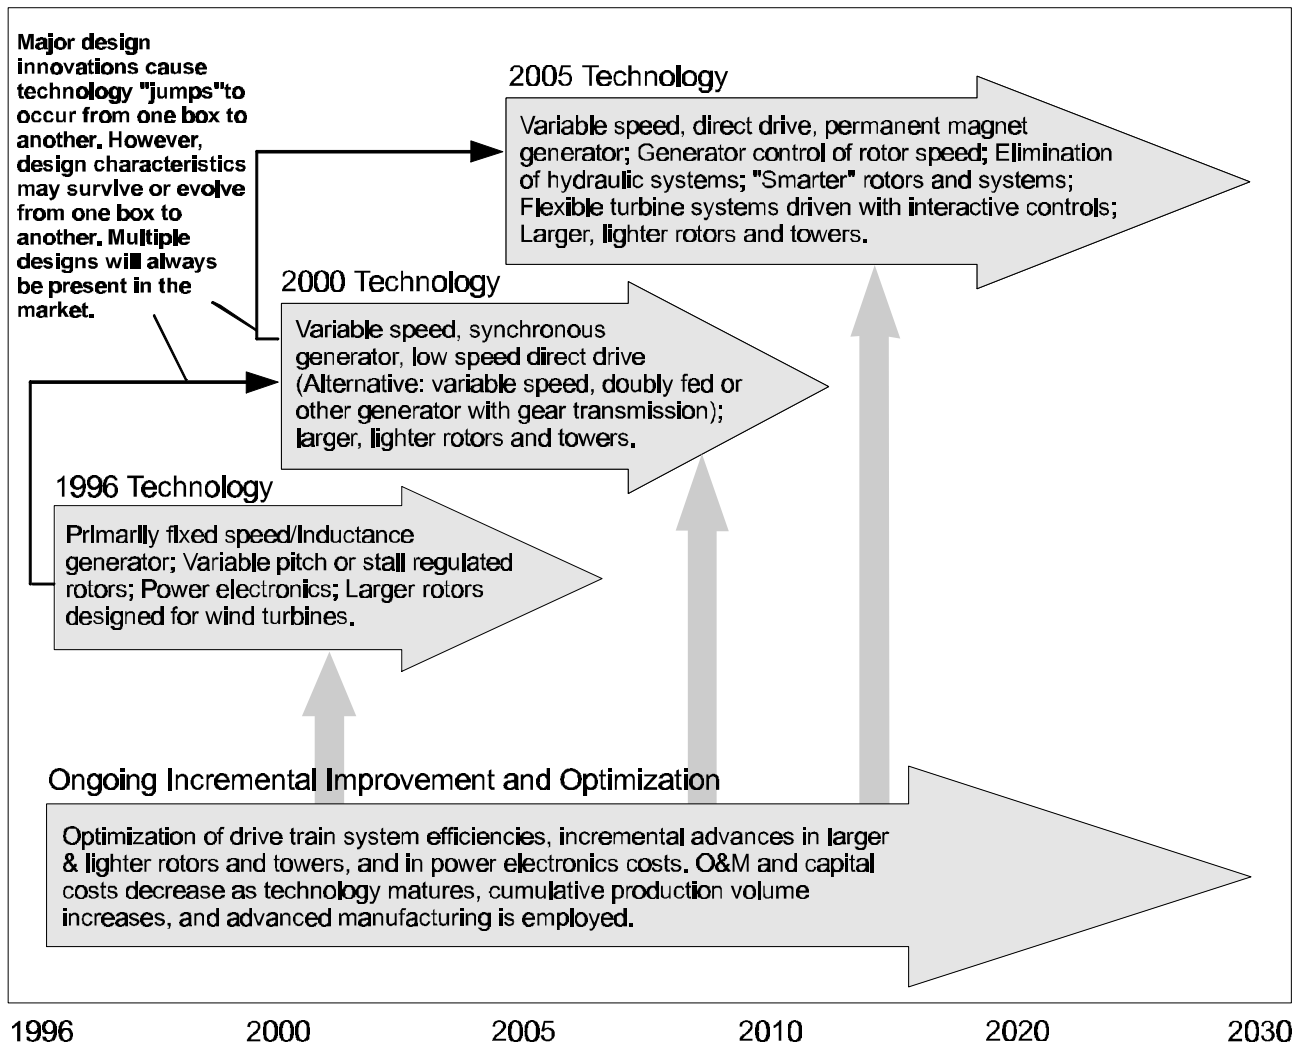 Major design
innovations cause
technology "jumps"to
occur from one box to
another. However,
design characteristics
may survive or evolve
from one box to
another. Multiple
designs will always
be present in the
market.
2005 Technology
Variable speed, direct drive, permanent magnet
generator; Generator control of rotor speed; Elimination
of hydraulic systems; "Smarter" rotors and systems;
Flexible turbine systems driven with interactive controls;
Larger, lighter rotors and towers.
2000 Technology
Variable speed, synchronous
generator, low speed direct drive
(Alternative: variable speed, doubly fed or
other generator with gear transmission);
larger, lighter rotors and towers.
1996 Technology
Primarily fixed speed/Inductance
generator; Variable pitch or stall regulated
rotors; Power electronics; Larger rotors
designed for wind turbines.
Ongoing Incremental Improvement and Optimization
Optimization of drive train system efficiencies, incremental advances in larger
& lighter rotors and towers, and in power electronics costs. O&M and capital
costs decrease as technology matures, cumulative production volume
increases, and advanced manufacturing is employed.
1996 2000 2005 2010 2020 2030